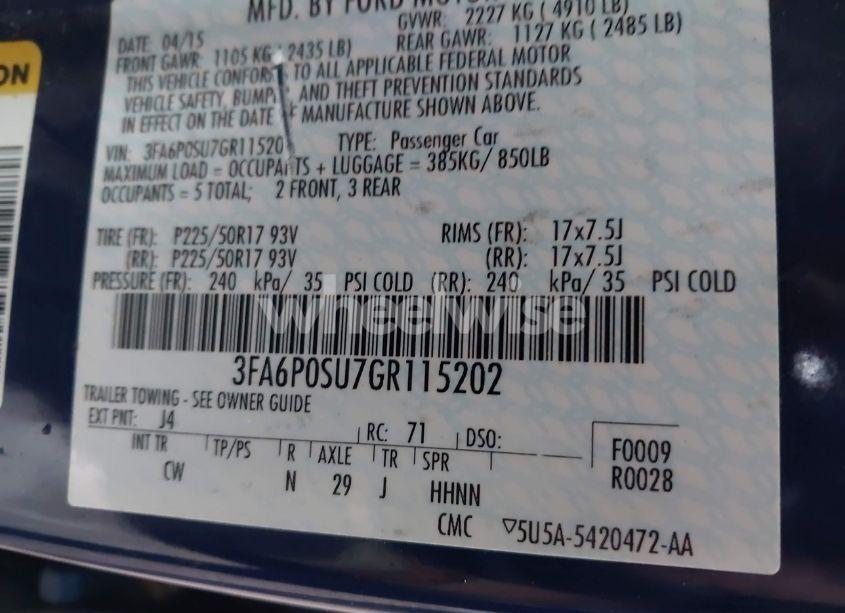 MFD. BY FORD MOTOR
GVWR: 2227 KG ( 4910 LB)
DATE: 04/15
REAR GAWR: 1127 KG ( 2485 LB)
FRONT GAWR: 1105 KG ( 2435 LB)
THIS VEHICLE CONFORMS TO ALL APPLICABLE FEDERAL MOTOR
VEHICLE SAFETY, BUMP AND THEFT PREVENTION STANDARDS
IN EFFECT ON THE DATE OF MANUFACTURE SHOWN ABOVE.
VIN: 3FA6P0SU7GR11520 TYPE: Passenger Car
MAXIMUM LOAD = OCCUPANTS + LUGGAGE = 385KG/ 850LB
OCCUPANTS = 5 TOTAL; 2 FRONT, 3 REAR
TIRE (FR): P225/50R17 93V RIMS (FR): 17x7.5J
(RR): P225/50R17 93V (RR): 17x7.5J
PRESSURE (FR): 240 kPa/ 35 PSI COLD (RR): 240 kPa/ 35 PSI COLD
wheelwise
3FA6P0SU7GR115202
TRAILER TOWING - SEE OWNER GUIDE
EXT PNT: J4 RC: 71 DSO:
INT TR TP/PS R AXLE TR SPR F0009
CW N 29 J HHNN R0028
CMC ▽5U5A-5420472-AA
ON